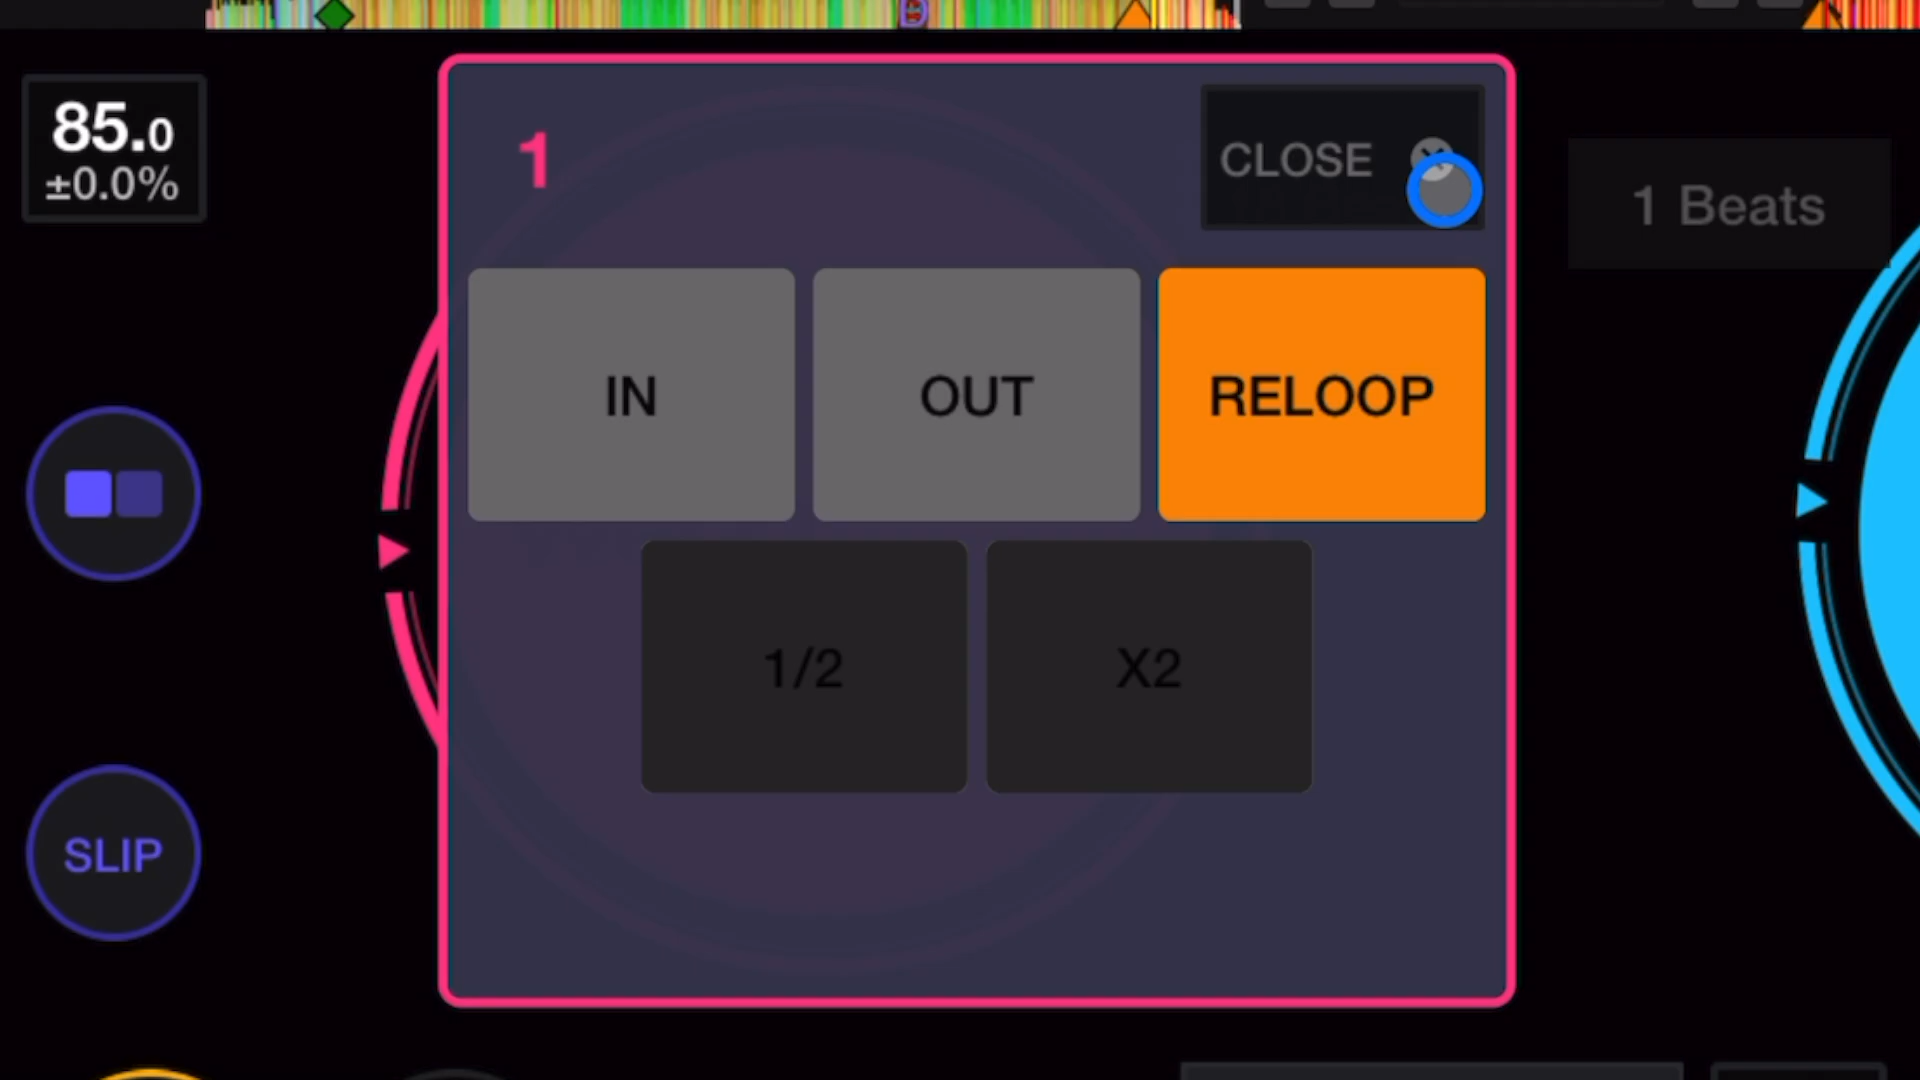 B
85.0
±0.0%
1
CLOSE
1 Beats
IN
OUT
RELOOP
1/2
X2
SLIP